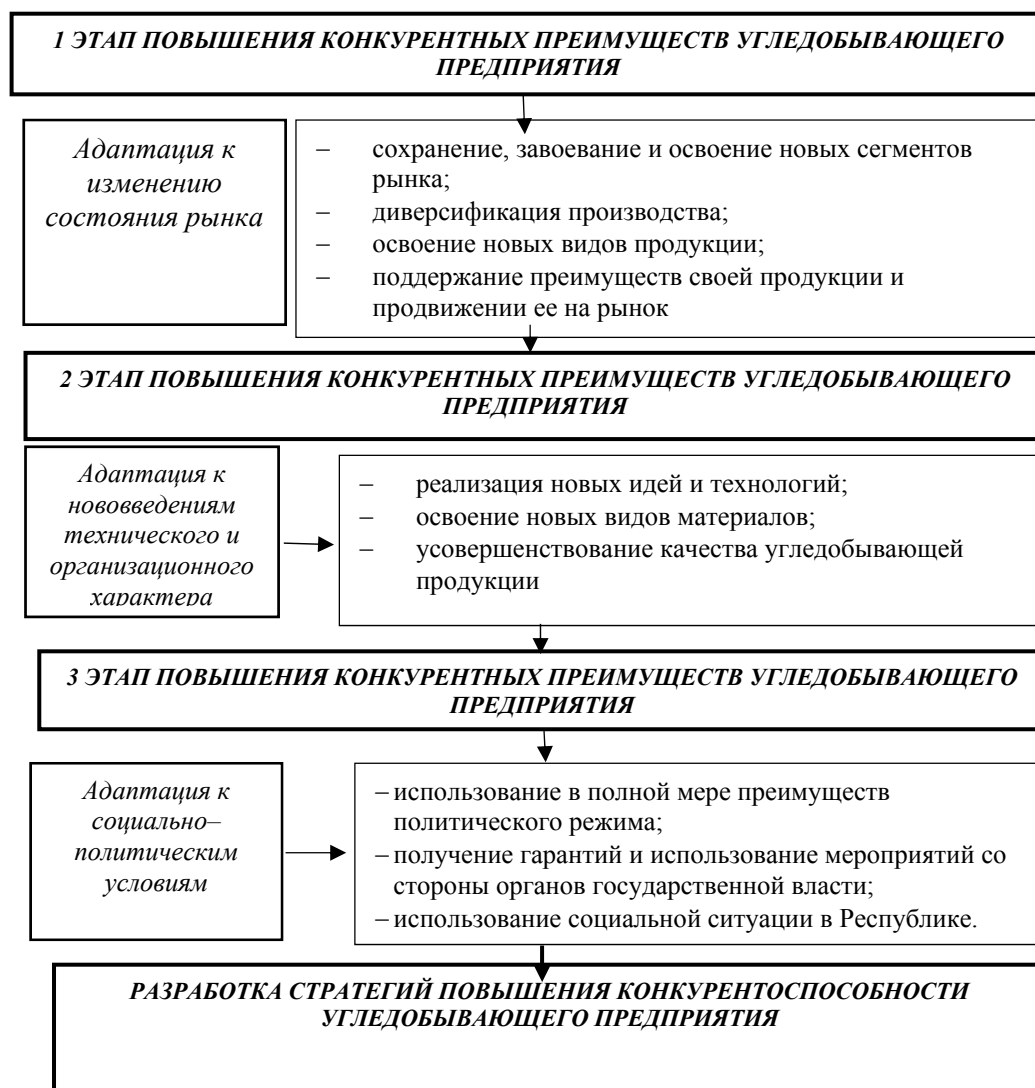 1 ЭТАП ПОВЫШЕНИЯ КОНКУРЕНТНЫХ ПРЕИМУЩЕСТВ УГЛЕДОБЫВАЮЩЕГО
ПРЕДПРИЯТИЯ
Адаптация к
изменению
состояния рынка
– сохранение, завоевание и освоение новых сегментов
рынка;
– диверсификация производства;
– освоение новых видов продукции;
– поддержание преимуществ своей продукции и
продвижении ее на рынок
2 ЭТАП ПОВЫШЕНИЯ КОНКУРЕНТНЫХ ПРЕИМУЩЕСТВ УГЛЕДОБЫВАЮЩЕГО
ПРЕДПРИЯТИЯ
Адаптация к
нововведениям
технического и
организационного
характера
– реализация новых идей и технологий;
– освоение новых видов материалов;
– усовершенствование качества угледобывающей
продукции
3 ЭТАП ПОВЫШЕНИЯ КОНКУРЕНТНЫХ ПРЕИМУЩЕСТВ УГЛЕДОБЫВАЮЩЕГО
ПРЕДПРИЯТИЯ
Адаптация к
социально–
политическим
условиям
– использование в полной мере преимуществ
политического режима;
– получение гарантий и использование мероприятий со
стороны органов государственной власти;
– использование социальной ситуации в Республике.
РАЗРАБОТКА СТРАТЕГИЙ ПОВЫШЕНИЯ КОНКУРЕНТОСПОСОБНОСТИ
УГЛЕДОБЫВАЮЩЕГО ПРЕДПРИЯТИЯ